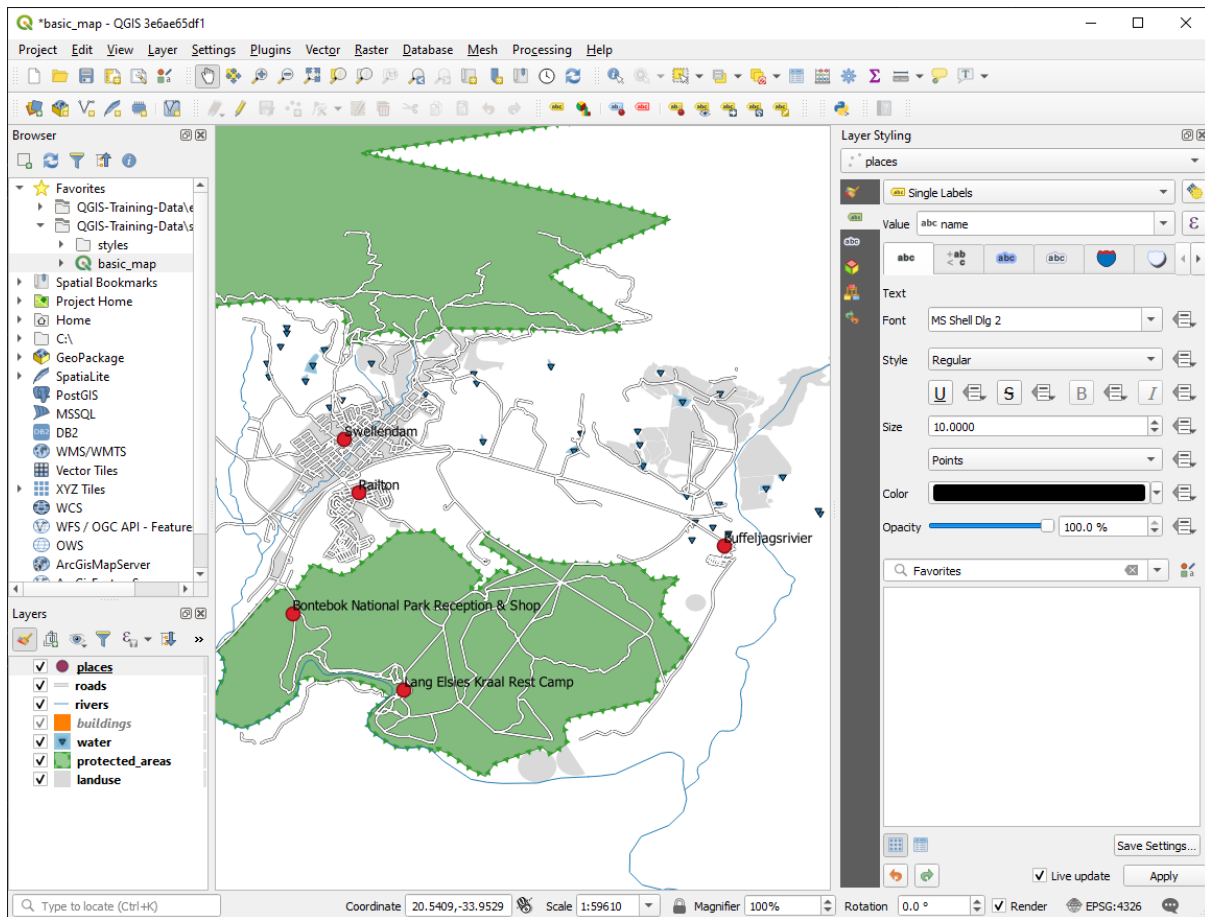 *basic_map - QGIS 3e6ae65df1
Project Edit View Layer Settings Plugins Vector Raster Database Mesh Processing Help
Browser
Favorites
QGIS-Training-Data\e
QGIS-Training-Data\s
styles
basic_map
Spatial Bookmarks
Project Home
Home
C:\
GeoPackage
SpatiaLite
PostGIS
MSSQL
DB2
WMS/WMTS
Vector Tiles
XYZ Tiles
WCS
WFS / OGC API - Feature
OWS
ArcGisMapServer
Layers
places
roads
rivers
buildings
water
protected_areas
landuse
Swellendam
Railton
Buffeljagsrivier
Bontebok National Park Reception & Shop
Lang Elsies Kraal Rest Camp
Layer Styling
places
Single Labels
Value abc name ε
abc +ab < c abc abc
Text
Font MS Shell Dlg 2
Style Regular
U S B I
Size 10.0000
Points
Color
Opacity 100.0 %
Favorites
Save Settings...
Live update Apply
Type to locate (Ctrl+K) Coordinate 20.5409,-33.9529 Scale 1:59610 Magnifier 100% Rotation 0.0 ° Render EPSG:4326